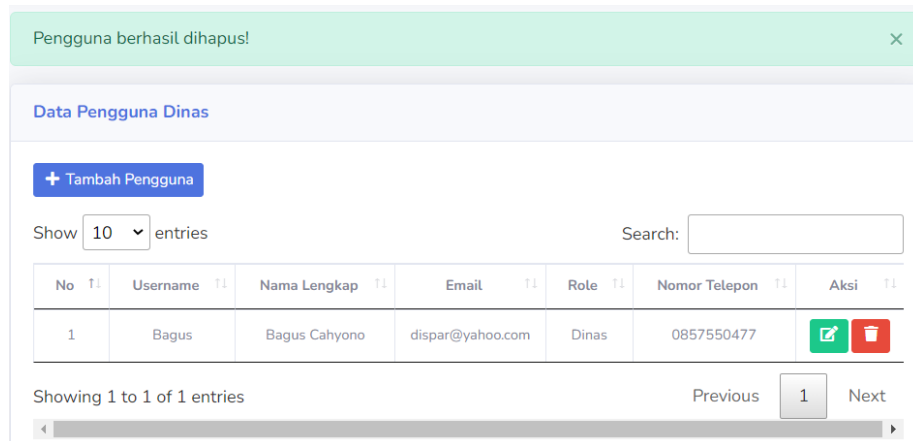 Pengguna berhasil dihapus! ×
Data Pengguna Dinas
+ Tambah Pengguna
Show 10 entries Search:
No Username Nama Lengkap Email Role Nomor Telepon Aksi
1 Bagus Bagus Cahyono dispar@yahoo.com Dinas 0857550477
Showing 1 to 1 of 1 entries Previous 1 Next